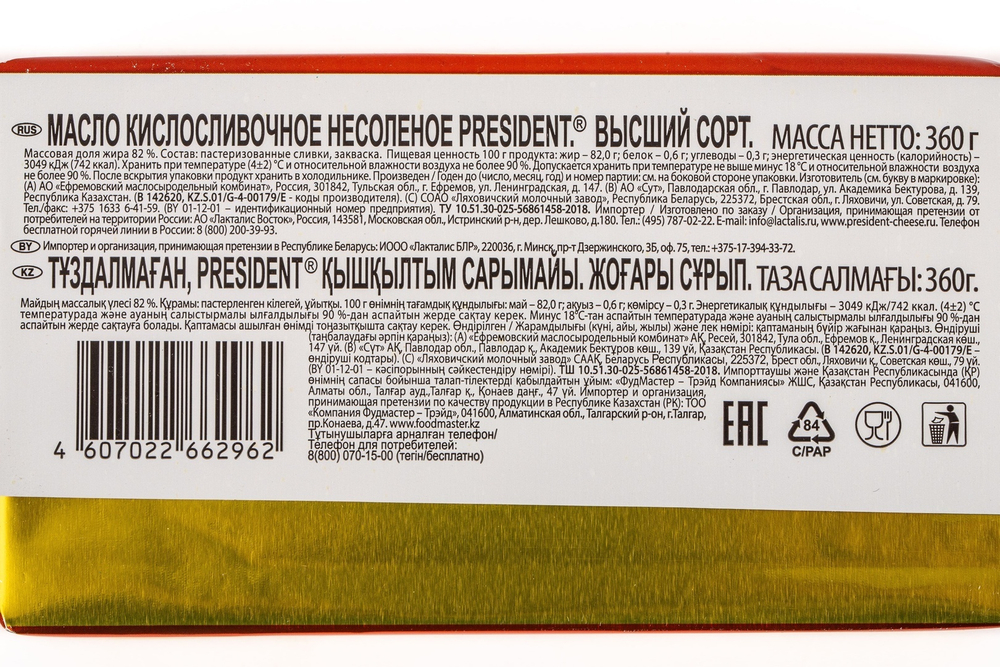 RUS МАСЛО КИСЛОСЛИВОЧНОЕ НЕСОЛЕНОЕ PRESIDENT.® ВЫСШИЙ СОРТ. МАССА НЕТТО: 360 г
Массовая доля жира 82 %. Состав: пастеризованные сливки, закваска. Пищевая ценность 100 г продукта: жир – 82,0 г; белок – 0,6 г; углеводы – 0,3 г; энергетическая ценность (калорийность) –
3049 кДж (742 ккал). Хранить при температуре (4±2) °С и относительной влажности воздуха не более 90 %. Допускается хранить при температуре не выше минус 18 °С и относительной влажности воздуха
не более 90 %. После вскрытия упаковки продукт хранить в холодильнике. Произведен / Годен до (число, месяц, год) и номер партии: см. на боковой стороне упаковки. Изготовитель (см. букву в маркировке):
(А) АО «Ефремовский маслосыродельный комбинат», Россия, 301842, Тульская обл., г. Ефремов, ул. Ленинградская, д. 147. (В) АО «Сут», Павлодарская обл., г. Павлодар, ул. Академика Бектурова, д. 139,
Республика Казахстан. (В 142620, KZ.S.01/G-4-00179/E - коды производителя). (С) СОАО «Ляховичский молочный завод», Республика Беларусь, 225372, Брестская обл., г. Ляховичи, ул. Советская, д. 79.
Тел./факс: +375 1633 6-41-59. (BY 01-12-01 – идентификационный номер предприятия). ТУ 10.51.30-025-56861458-2018. Импортер / Изготовлено по заказу / Организация, принимающая претензии от
потребителей на территории России: АО «Лакталис Восток», Россия, 143581, Московская обл., Истринский р-н, дер. Лешково, д.180. Тел.: (495) 787-02-22. E-mail: info@lactalis.ru, www.president-cheese.ru. Телефон
бесплатной горячей линии в России: 8 (800) 200-39-93.
BY Импортер и организация, принимающая претензии в Республике Беларусь: ИООО «Лакталис БЛР», 220036, г. Минск, пр-т Дзержинского, 3Б, оф. 75, тел.: +375-17-394-33-72.
KZ ТҰЗДАЛМАҒАН, PRESIDENT® ҚЫШҚЫЛТЫМ САРЫМАЙЫ. ЖОҒАРЫ СҰРЫП. ТАЗА САЛМАҒЫ: 360г.
Майдың массалық үлесі 82 %. Құрамы: пастерленген кілегей, ұйытқы. 100 г өнімнің тағамдық құндылығы: май – 82,0 г; ақуыз – 0,6 г; көмірсу – 0,3 г. Энергетикалық құндылығы – 3049 кДж/742 ккал. (4±2) °С
температурада және ауаның салыстырмалы ылғалдылығы 90 %-дан аспайтын жерде сақтау керек. Минус 18°С-тан аспайтын температурада және ауаның салыстырмалы ылғалдылығы 90 %-дан
аспайтын жерде сақтауға болады. Қаптамасы ашылған өнімді тоңазытқышта сақтау керек. Өндірілген / Жарамдылығы (күні, айы, жылы) және лек нөмірі: қаптаманың бүйір жағынан қараңыз. Өндіруші
(таңбалаудағы әрпін қараңыз): (А) «Ефремовский маслосыродельный комбинат» АҚ, Ресей, 301842, Тула обл., Ефремов қ., Ленинградская көш.,
147 үй. (В) «Сүт» АҚ, Павлодар обл., Павлодар қ., Академик Бектұров көш., 139 үй, Қазақстан Республикасы. (В 142620, KZ.S.01/G-4-00179/E -
өндіруші кодтары). (С) «Ляховичский молочный завод» СААҚ, Беларусь Республикасы, 225372, Брест обл., Ляховичи қ., Советская көш., 79 үй.
(BY 01-12-01 – кәсіпорынның сәйкестендіру нөмірі). ТШ 10.51.30-025-56861458-2018. Импорттаушы және Қазақстан Республикасында (ҚР)
өнімнің сапасы бойынша талап-тілектерді қабылдайтын ұйым: «ФудМастер – Трэйд Компаниясы» ЖШС, Қазақстан Республикасы, 041600,
Алматы обл., Талғар ауд.,Талғар қ., Қонаев даңғ., 47 үй. Импортер и организация,
принимающая претензии по качеству продукции в Республике Казахстан (РК): ТОО
«Компания Фудмастер – Трэйд», 041600, Алматинская обл., Талгарский р-он, г.Талгар,
пр.Конаева, д.47. www.foodmaster.kz
Тұтынушыларға арналған телефон/
Телефон для потребителей:
8(800) 070-15-00 (тегін/бесплатно)
4 607022 662962
EAC
84
C/PAP